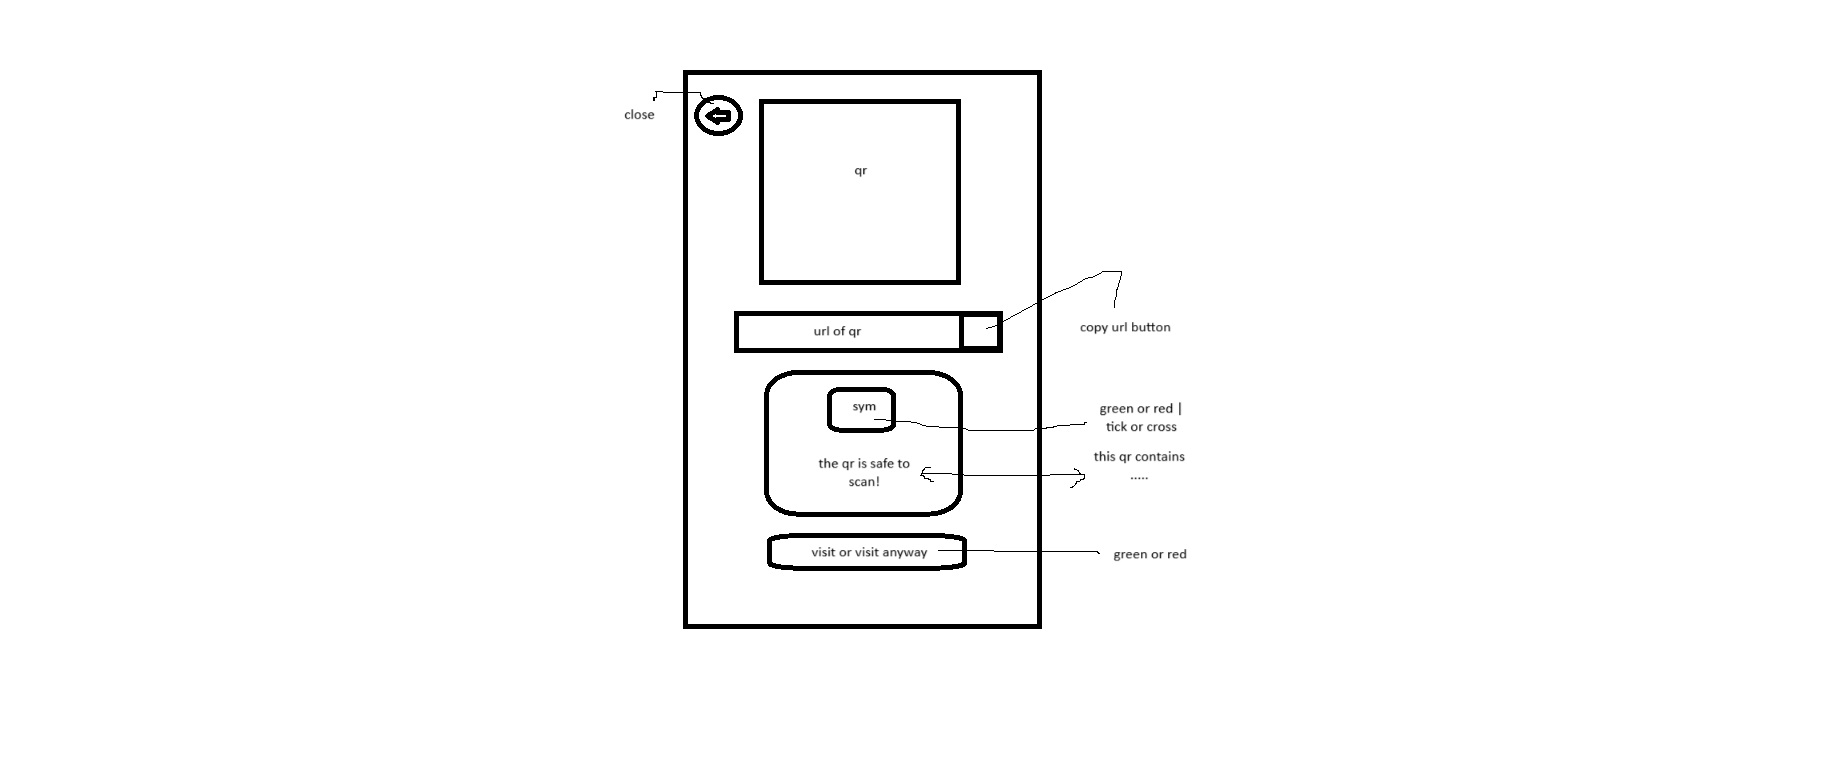 close
qr
url of qr
copy url button
sym
green or red |
tick or cross
the qr is safe to
scan!
this qr contains
.....
visit or visit anyway
green or red